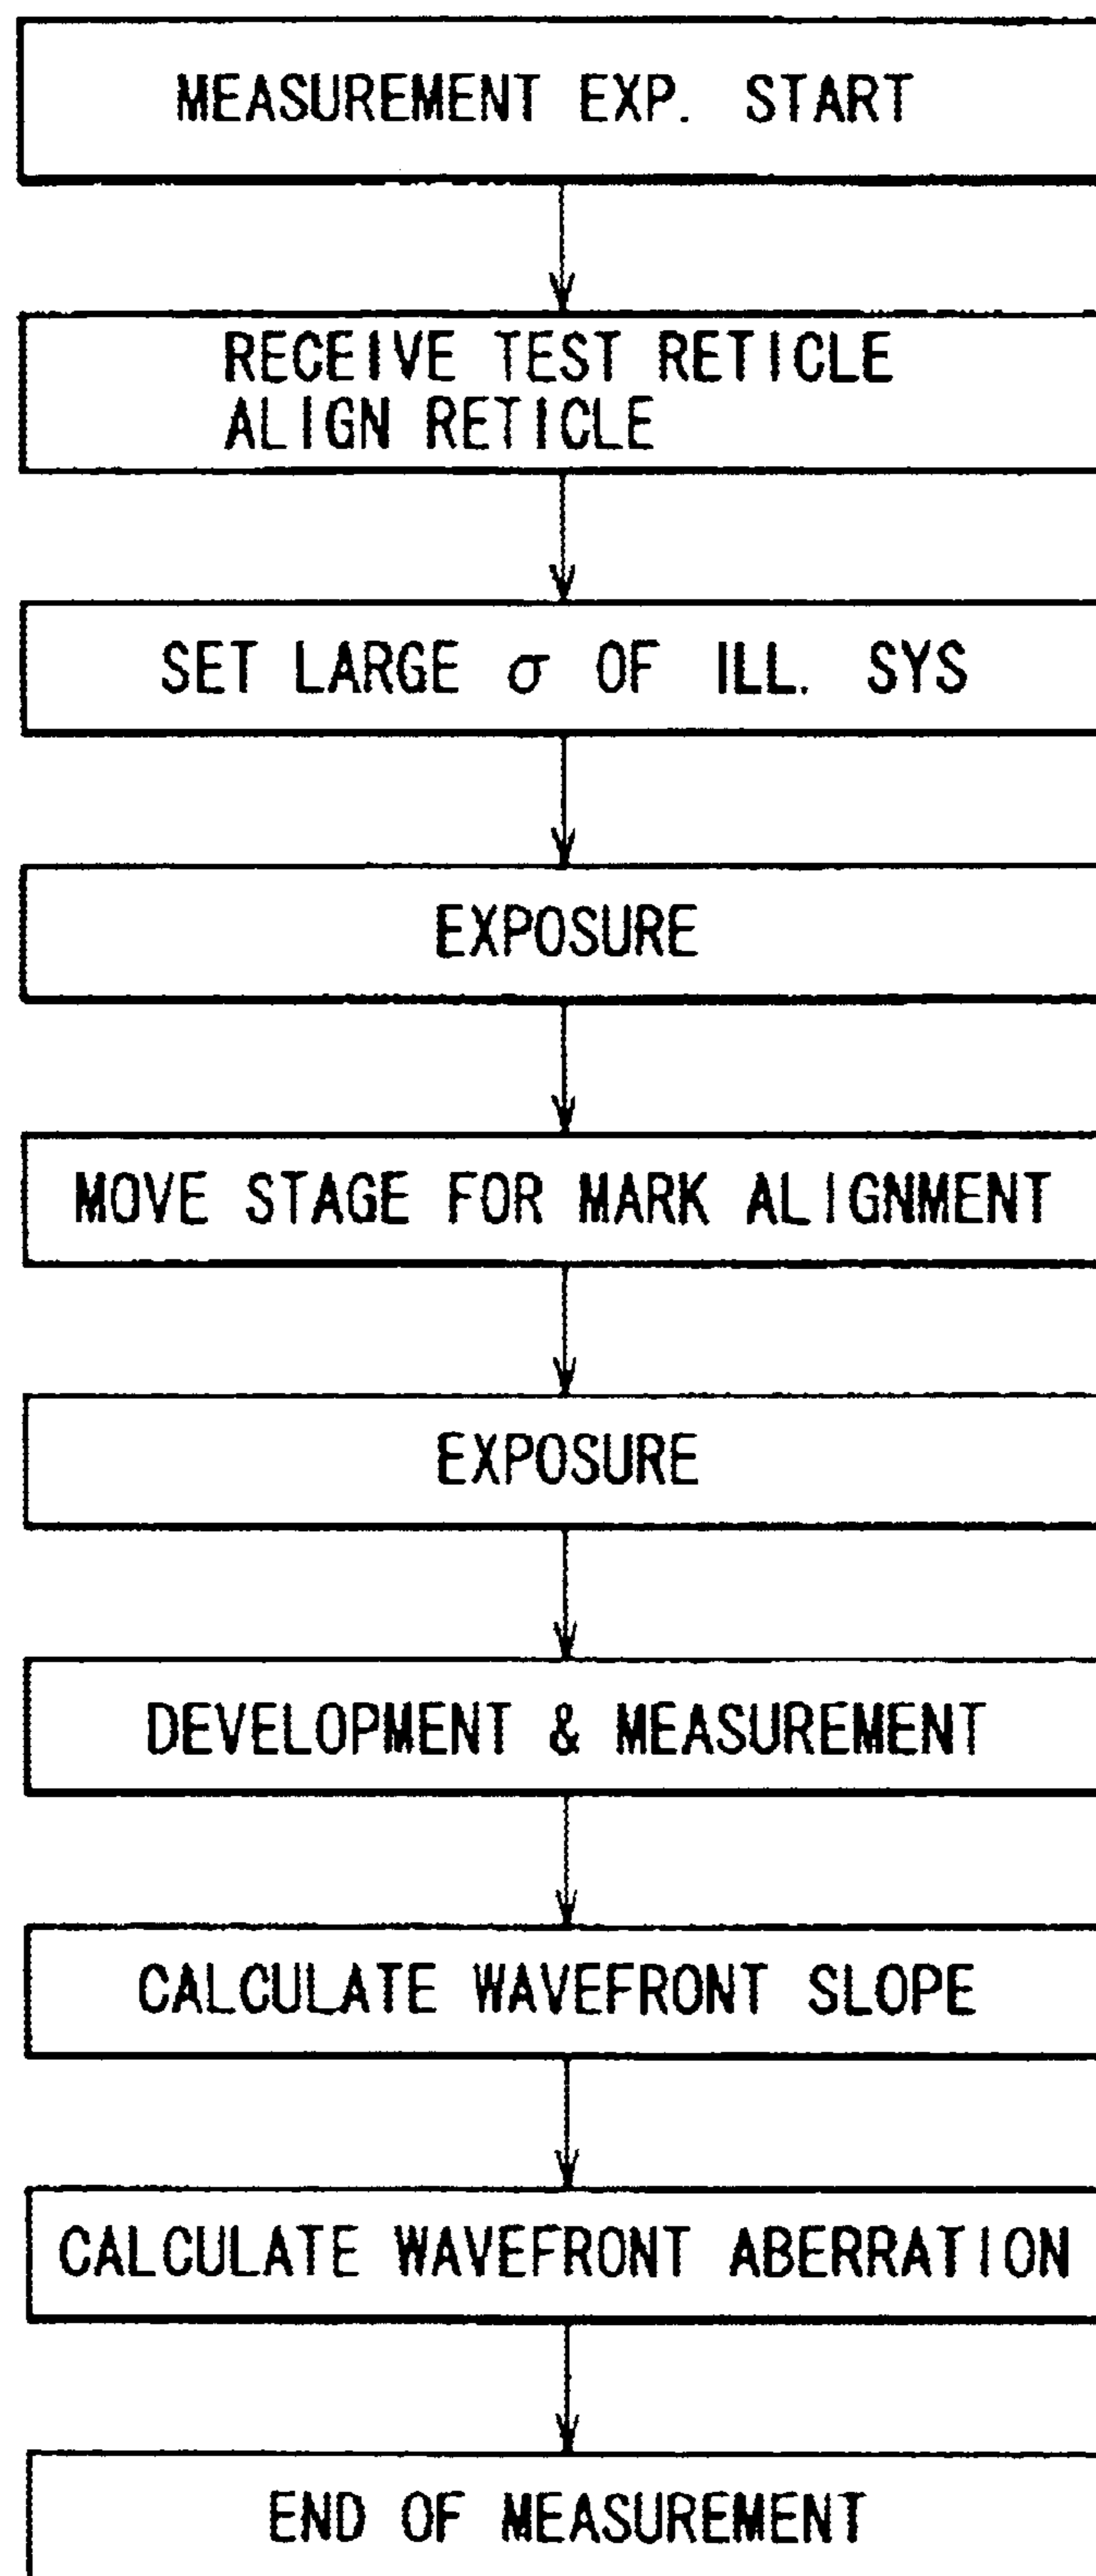 MEASUREMENT EXP. START
RECEIVE TEST RETICLE
ALIGN RETICLE
SET LARGE σ OF ILL. SYS
EXPOSURE
MOVE STAGE FOR MARK ALIGNMENT
EXPOSURE
DEVELOPMENT & MEASUREMENT
CALCULATE WAVEFRONT SLOPE
CALCULATE WAVEFRONT ABERRATION
END OF MEASUREMENT